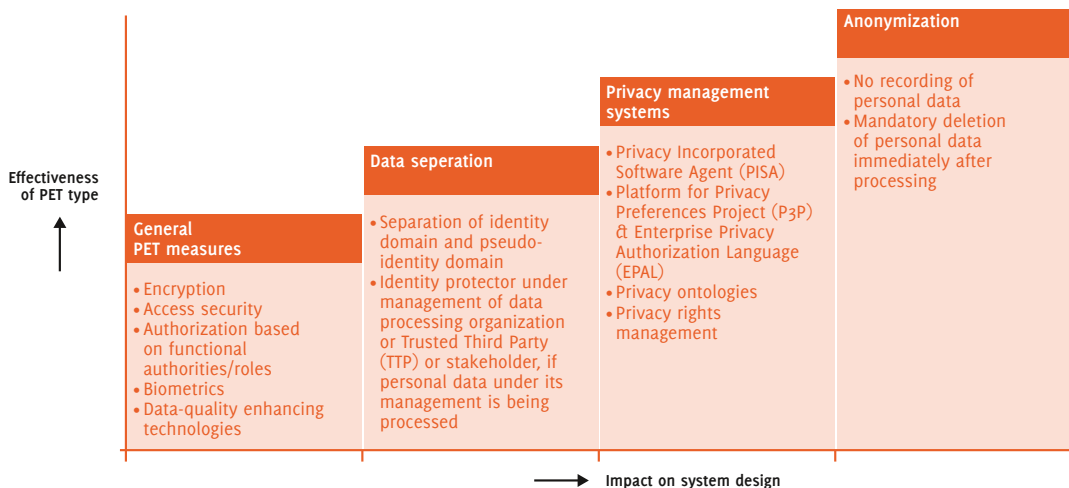 Effectiveness
of PET type
General
PET measures
• Encryption
• Access security
• Authorization based
on functional
authorities/roles
• Biometrics
• Data-quality enhancing
technologies
Data seperation
• Separation of identity
domain and pseudo-
identity domain
• Identity protector under
management of data
processing organization
or Trusted Third Party
(TTP) or stakeholder, if
personal data under its
management is being
processed
Privacy management
systems
• Privacy Incorporated
Software Agent (PISA)
• Platform for Privacy
Preferences Project (P3P)
& Enterprise Privacy
Authorization Language
(EPAL)
• Privacy ontologies
• Privacy rights
management
Anonymization
• No recording of
personal data
• Mandatory deletion
of personal data
immediately after
processing
Impact on system design